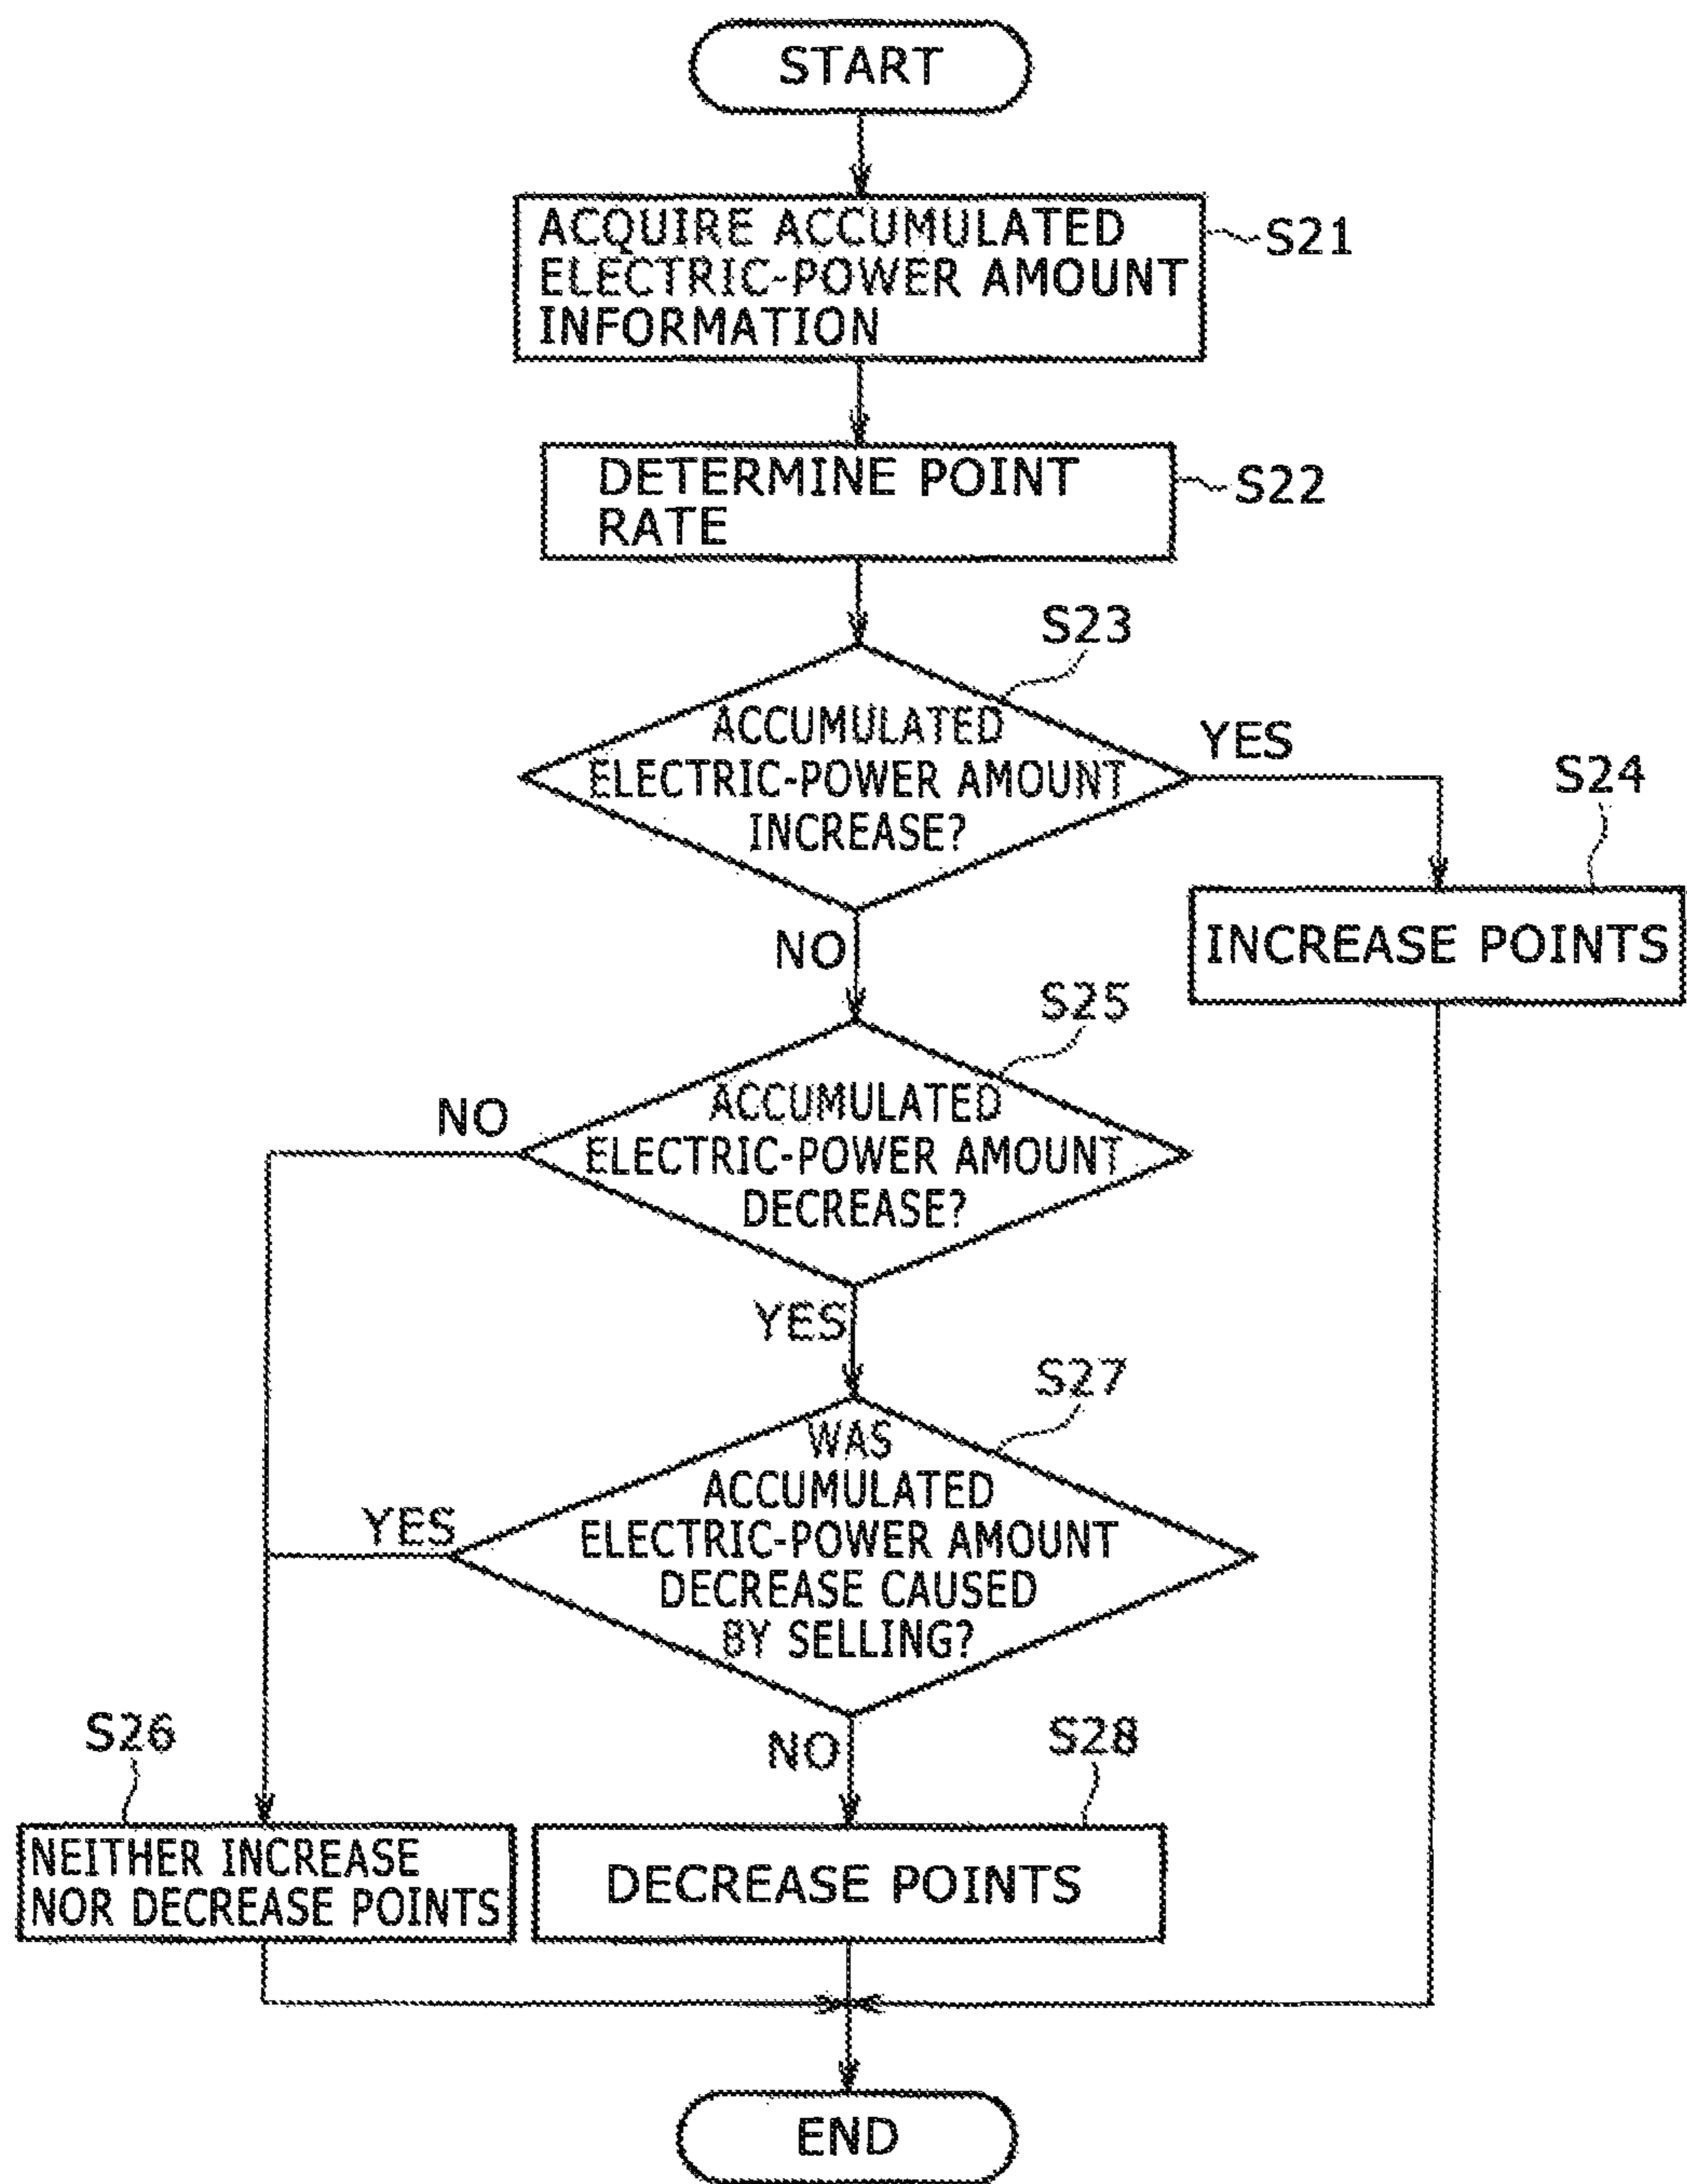 START
ACQUIRE ACCUMULATED
ELECTRIC-POWER AMOUNT
INFORMATION
S21
DETERMINE POINT
RATE
S22
S23
ACCUMULATED
ELECTRIC-POWER AMOUNT
INCREASE?
YES
S24
INCREASE POINTS
NO
S25
ACCUMULATED
ELECTRIC-POWER AMOUNT
DECREASE?
NO
YES
S27
WAS
ACCUMULATED
ELECTRIC-POWER AMOUNT
DECREASE CAUSED
BY SELLING?
YES
NO
S26
NEITHER INCREASE
NOR DECREASE POINTS
S28
DECREASE POINTS
END